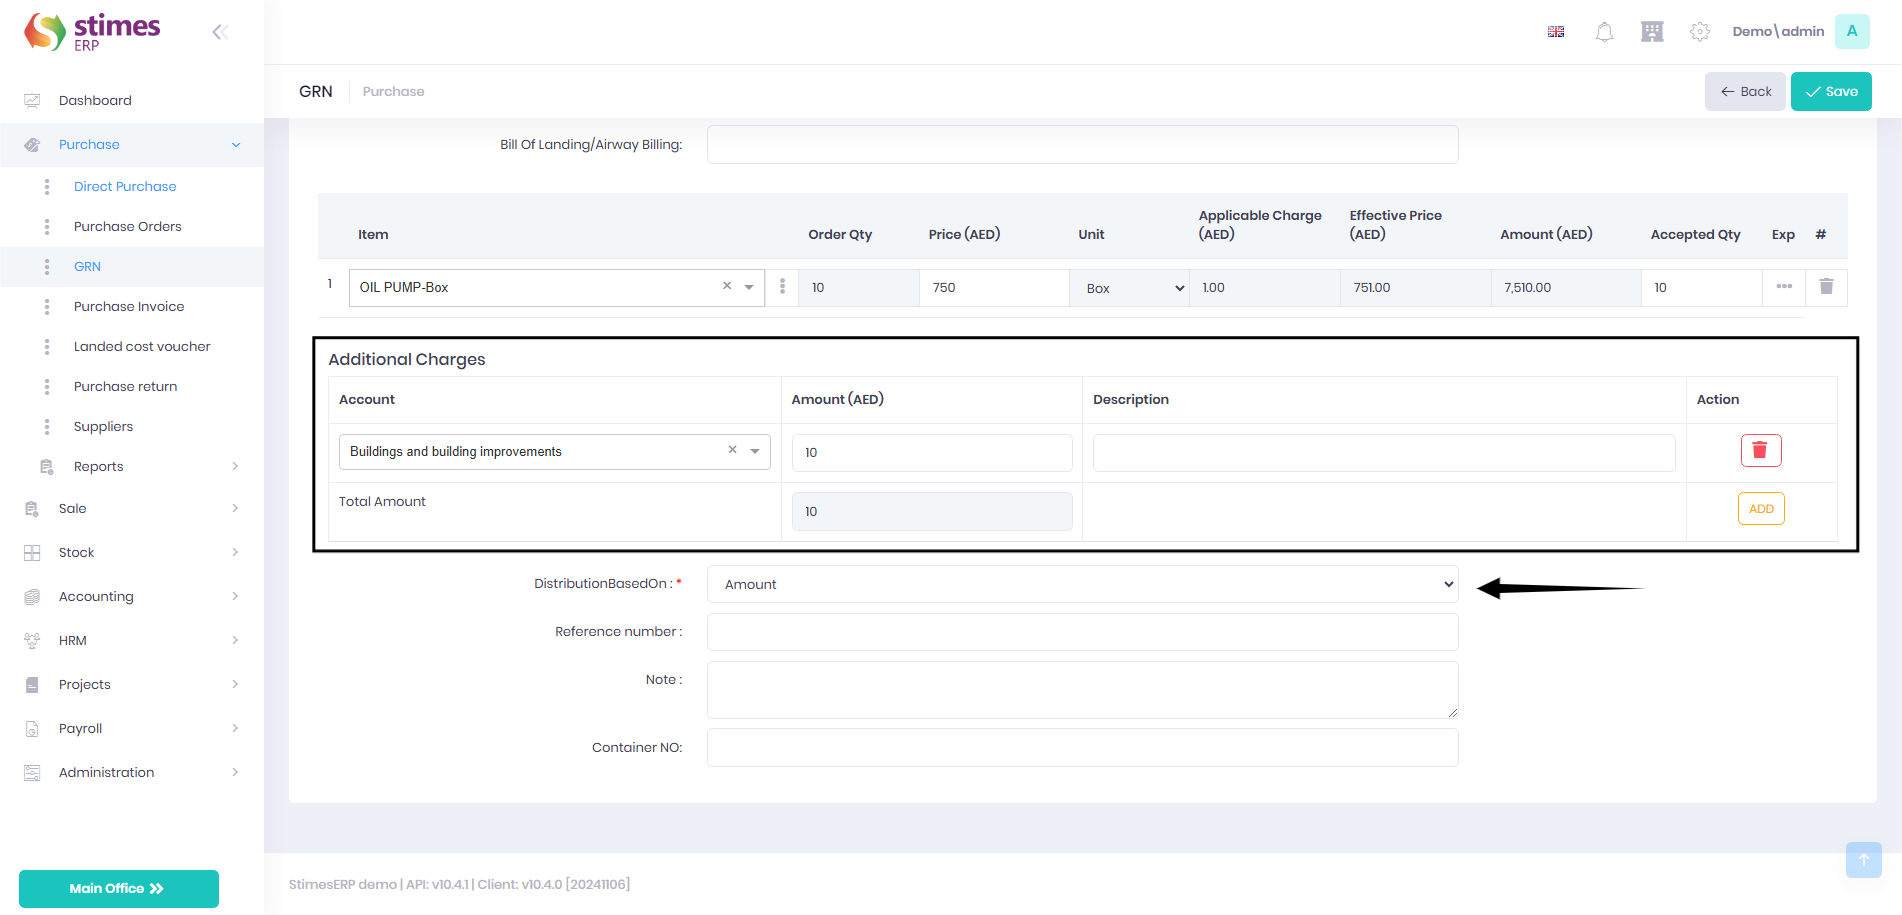 stimes
ERP
Demo\admin
A
GRN
Purchase
Back
Save
Dashboard
Purchase
Direct Purchase
Purchase Orders
GRN
Purchase Invoice
Landed cost voucher
Purchase return
Suppliers
Reports
Sale
Stock
Accounting
HRM
Projects
Payroll
Administration
Main Office
Bill Of Landing/Airway Billing:
Item
Order Qty
Price (AED)
Unit
Applicable Charge (AED)
Effective Price (AED)
Amount (AED)
Accepted Qty
Exp
#
1
OIL PUMP-Box
×
10
750
Box
1.00
751.00
7,510.00
10
Additional Charges
Account
Amount (AED)
Description
Action
Buildings and building improvements
×
10
Total Amount
10
ADD
DistributionBasedOn : *
Amount
Reference number :
Note :
Container NO:
StimesERP demo | API: v10.4.1 | Client: v10.4.0 [20241106]